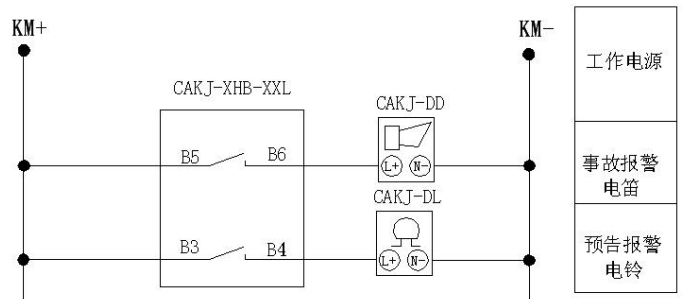 KM+
KM-
工作电源
CAKJ-XHB-XXL
CAKJ-DD
B5
B6
L+
N-
事故报警
电笛
CAKJ-DL
B3
B4
L+
N-
预告报警
电铃